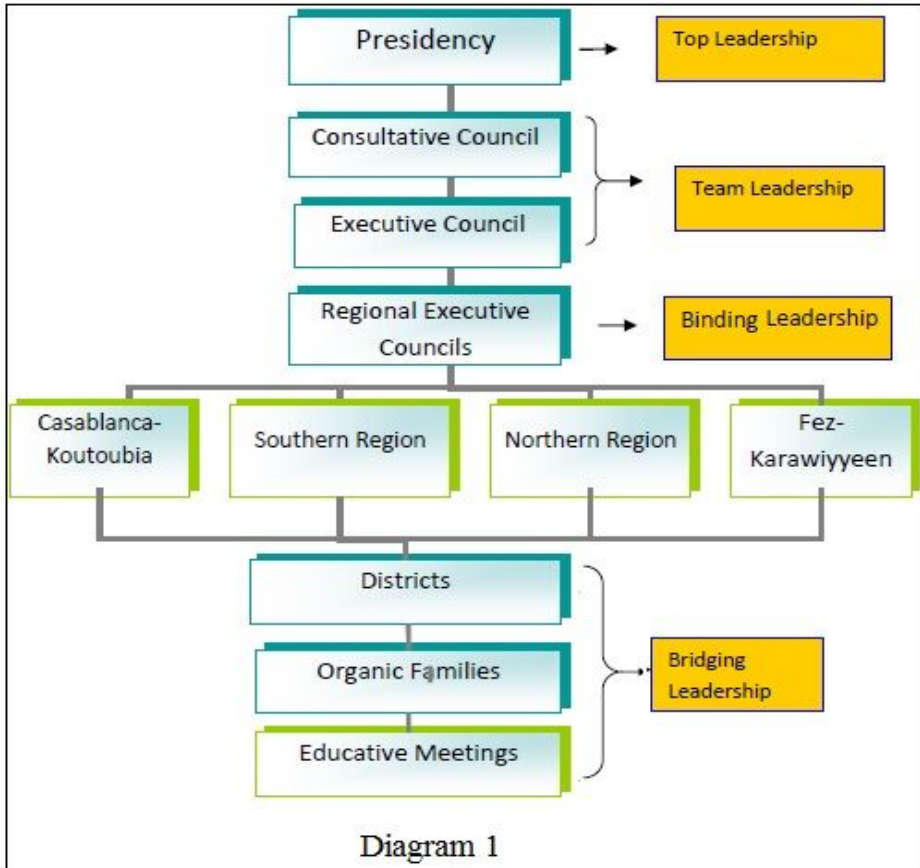 Presidency
Top Leadership
Consultative Council
Team Leadership
Executive Council
Regional Executive
Councils
Binding Leadership
Casablanca-
Koutoubia
Southern Region
Northern Region
Fez-
Karawiyyeen
Districts
Organic Families
Bridging
Leadership
Educative Meetings
Diagram 1